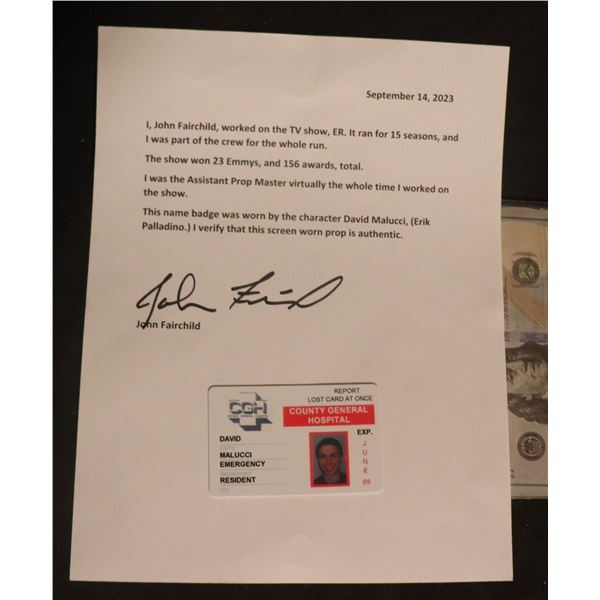 September 14, 2023
I, John Fairchild, worked on the TV show, ER. It ran for 15 seasons, and
I was part of the crew for the whole run.
The show won 23 Emmys, and 156 awards, total.
I was the Assistant Prop Master virtually the whole time I worked on
the show.
This name badge was worn by the character David Malucci, (Erik
Palladino.) I verify that this screen worn prop is authentic.
John Fairchild
John Fairchild
REPORT
LOST CARD AT ONCE
CGH
COUNTY GENERAL
HOSPITAL
DAVID
MALUCCI
EMERGENCY
RESIDENT
EXP.
JUNE
09